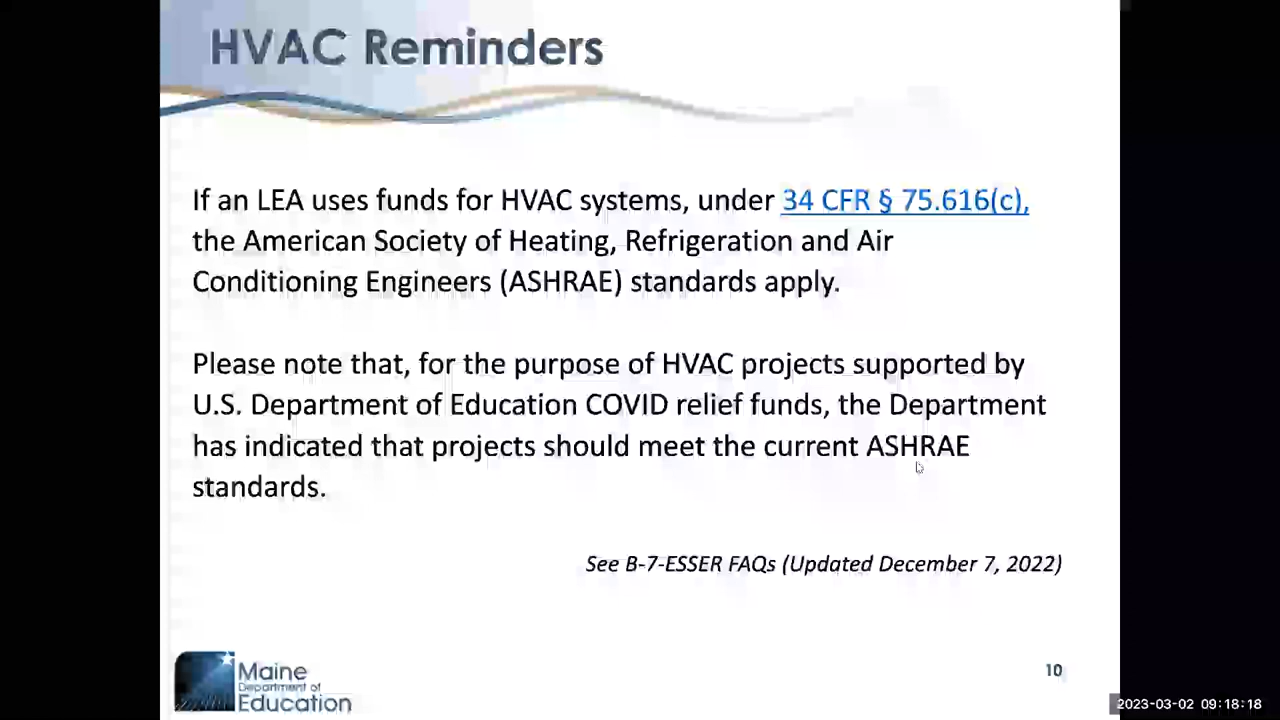 HVAC Reminders
If an LEA uses funds for HVAC systems, under 34 CFR § 75.616(c),
the American Society of Heating, Refrigeration and Air
Conditioning Engineers (ASHRAE) standards apply.
Please note that, for the purpose of HVAC projects supported by
U.S. Department of Education COVID relief funds, the Department
has indicated that projects should meet the current ASHRAE
standards.
See B-7-ESSER FAQs (Updated December 7, 2022)
Maine
Department of
Education
10
2023-03-02 09:18:18